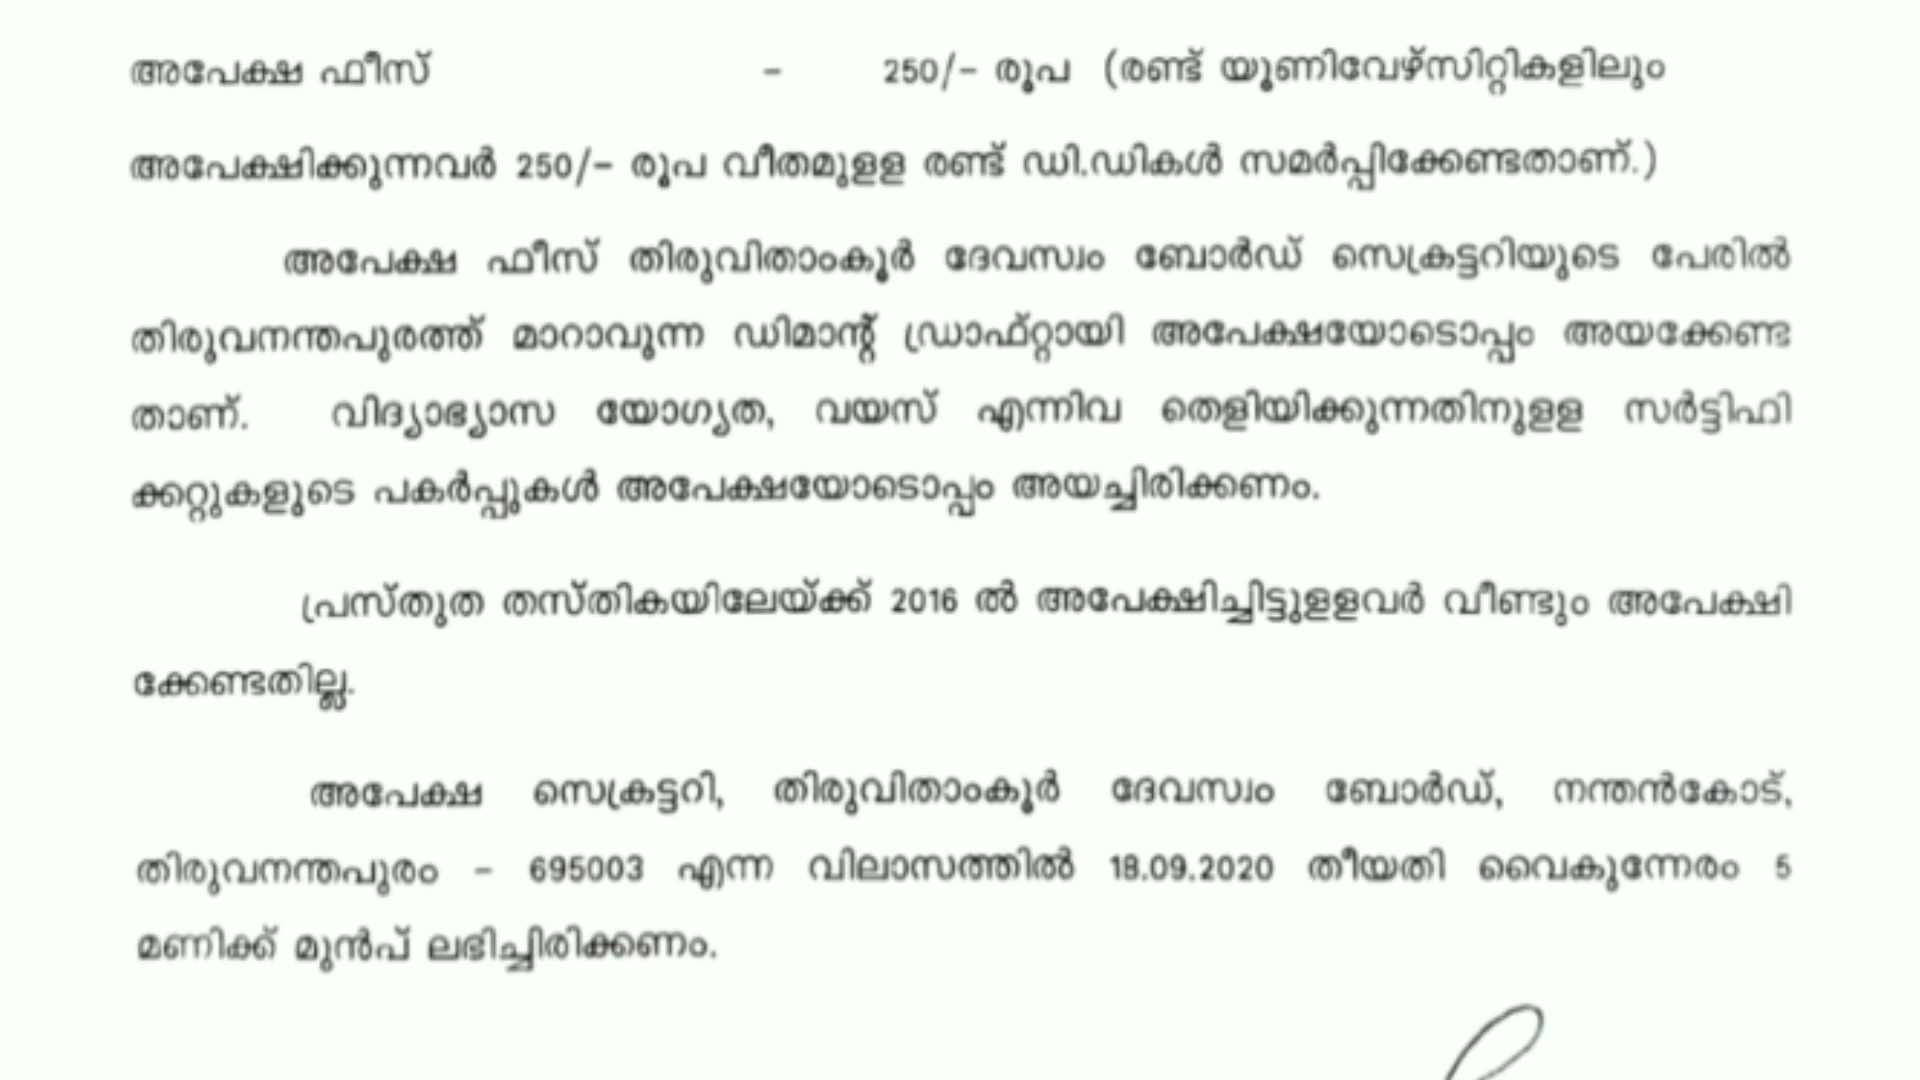 അപേക്ഷ ഫീസ് – 250/– രൂപ (രണ്ട് യൂണിവേഴ്സിറ്റികളിലും
അപേക്ഷിക്കുന്നവർ 250/– രൂപ വീതമുളള രണ്ട് ഡി.ഡികൾ സമർപ്പിക്കേണ്ടതാണ്.)
അപേക്ഷ ഫീസ് തിരുവിതാംകൂർ ദേവസ്വം ബോർഡ് സെക്രട്ടറിയുടെ പേരിൽ
തിരുവനന്തപുരത്ത് മാറാവുന്ന ഡിമാന്റ് ഡ്രാഫ്റ്റായി അപേക്ഷയോടൊപ്പം അയക്കേണ്ട
താണ്. വിദ്യാഭ്യാസ യോഗ്യത, വയസ് എന്നിവ തെളിയിക്കുന്നതിനുളള സർട്ടിഫി
ക്കറ്റുകളുടെ പകർപ്പുകൾ അപേക്ഷയോടൊപ്പം അയച്ചിരിക്കണം.
പ്രസ്തുത തസ്തികയിലേയ്ക്ക് 2016 ൽ അപേക്ഷിച്ചിട്ടുളളവർ വീണ്ടും അപേക്ഷി
ക്കേണ്ടതില്ല.
അപേക്ഷ സെക്രട്ടറി, തിരുവിതാംകൂർ ദേവസ്വം ബോർഡ്, നന്തൻകോട്,
തിരുവനന്തപുരം – 695003 എന്ന വിലാസത്തിൽ 18.09.2020 തീയതി വൈകുന്നേരം 5
മണിക്ക് മുൻപ് ലഭിച്ചിരിക്കണം.